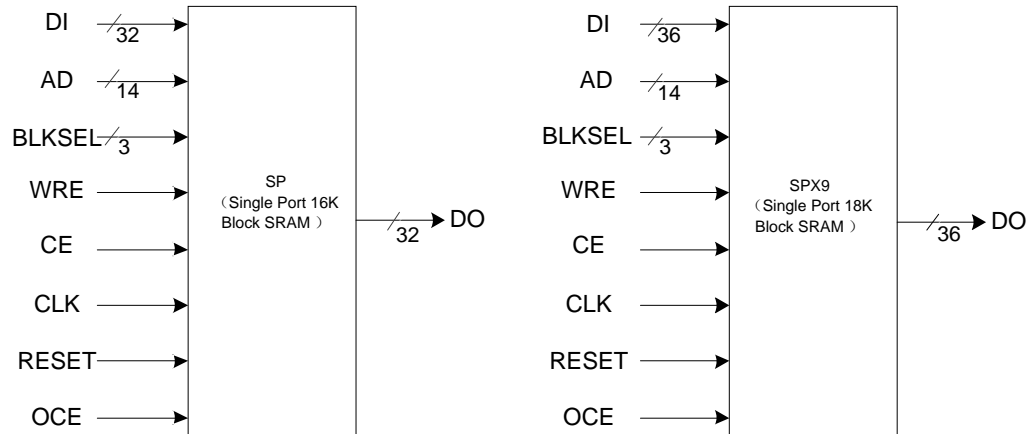 DI
32
AD
14
BLKSEL
3
WRE
CE
CLK
RESET
OCE
SP
（Single Port 16K
Block SRAM ）
32
DO
DI
36
AD
14
BLKSEL
3
WRE
CE
CLK
RESET
OCE
SPX9
（Single Port 18K
Block SRAM ）
36
DO